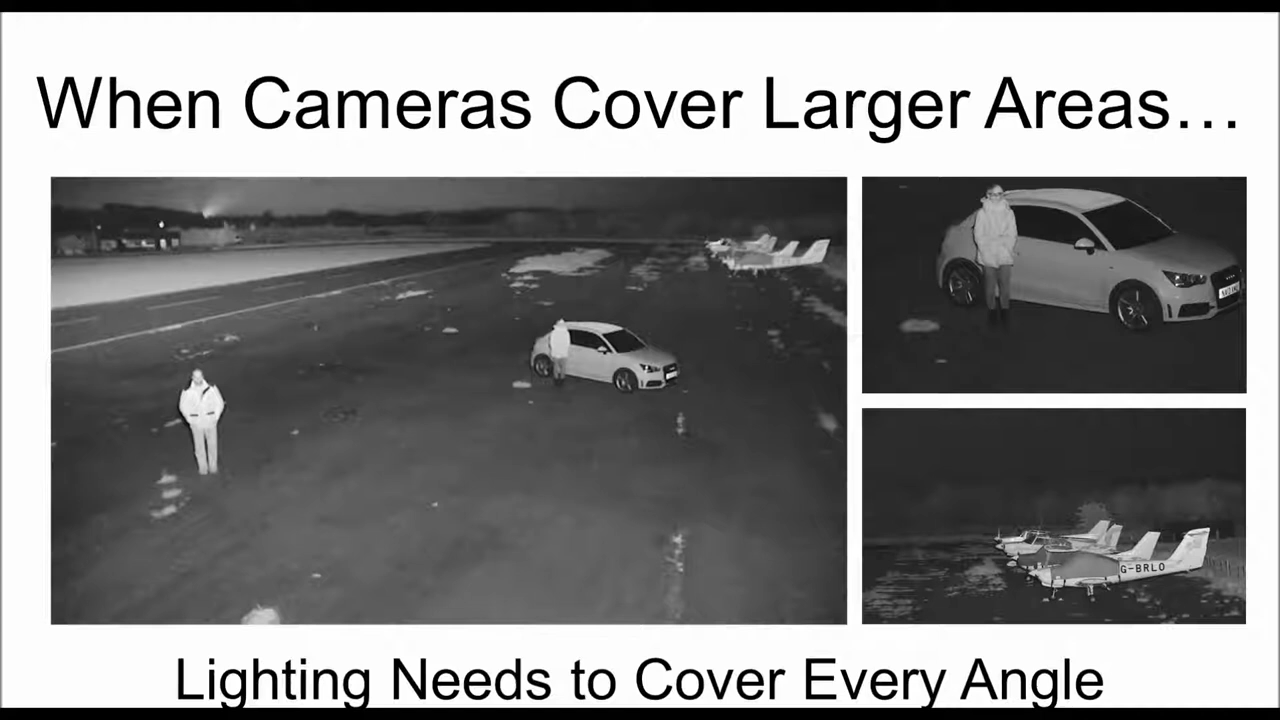 When Cameras Cover Larger Areas…
G-BRLO
Lighting Needs to Cover Every Angle